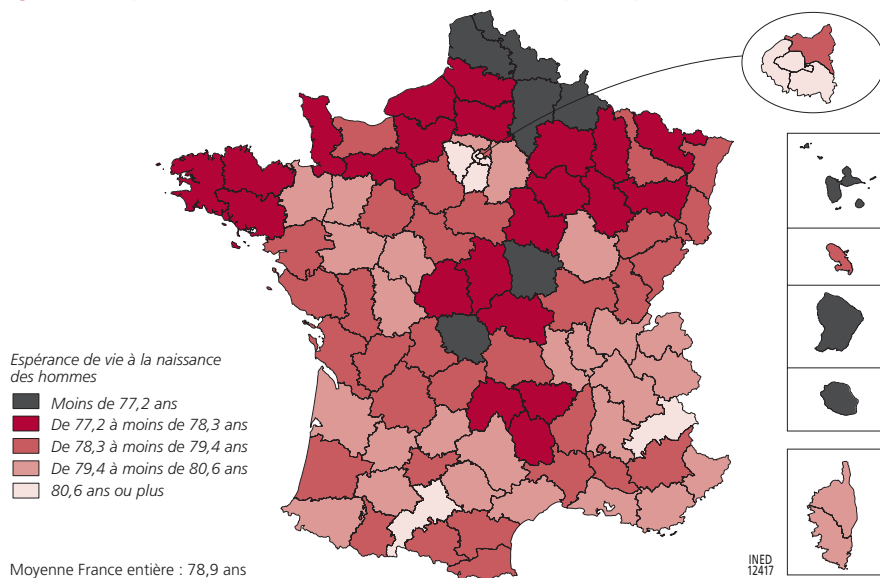 Espérance de vie à la naissance
des hommes
Moins de 77,2 ans
De 77,2 à moins de 78,3 ans
De 78,3 à moins de 79,4 ans
De 79,4 à moins de 80,6 ans
80,6 ans ou plus
Moyenne France entière : 78,9 ans
INED
12417